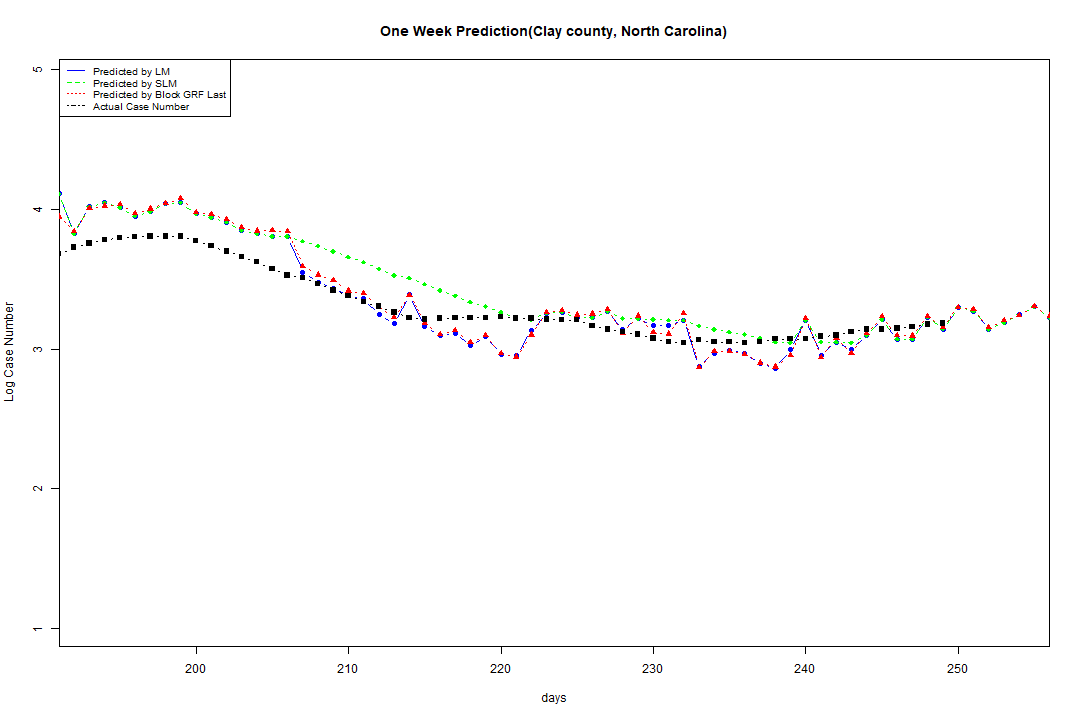 One Week Prediction(Clay county, North Carolina)
Predicted by LM
Predicted by SLM
Predicted by Block GRF Last
Actual Case Number
5
4
3
2
1
Log Case Number
200 210 220 230 240 250
days